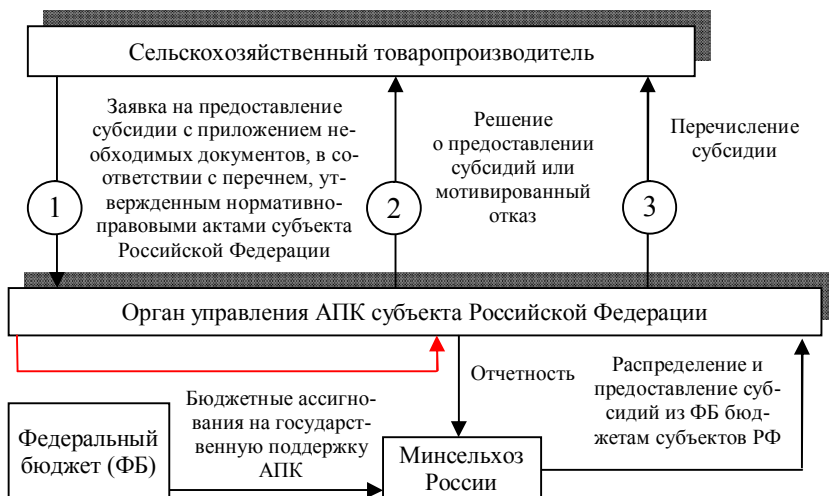 Сельскохозяйственный товаропроизводитель
Заявка на предоставление
субсидии с приложением не-
обходимых документов, в со-
ответствии с перечнем, ут-
вержденным нормативно-
правовыми актами субъекта
Российской Федерации
1
Решение
о предоставлении
субсидий или
мотивированный
отказ
2
Перечисление
субсидии
3
Орган управления АПК субъекта Российской Федерации
Отчетность
Распределение и
предоставление суб-
сидий из ФБ бюд-
жетам субъектов РФ
Бюджетные ассигно-
вания на государст-
венную поддержку
АПК
Федеральный
бюджет (ФБ)
Минсельхоз
России